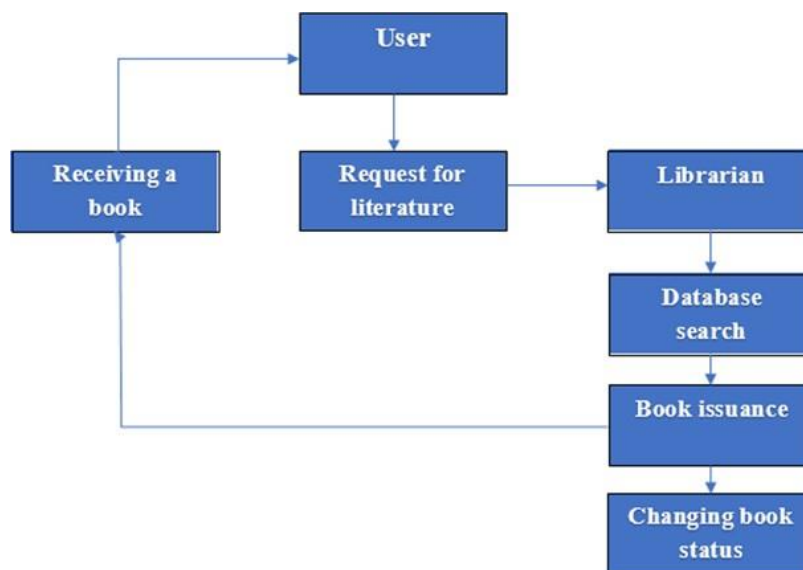 User
Receiving a
book
Request for
literature
Librarian
Database
search
Book issuance
Changing book
status